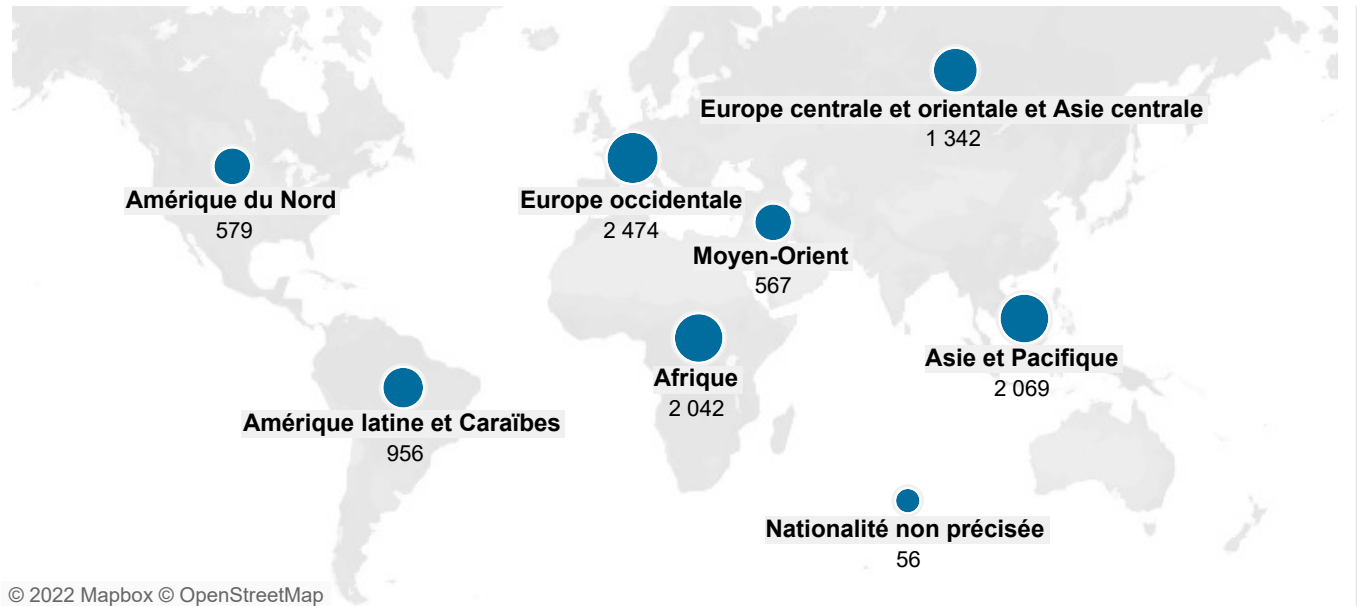 Europe centrale et orientale et Asie centrale
1 342
Amérique du Nord
579
Europe occidentale
2 474
Moyen-Orient
567
Asie et Pacifique
2 069
Afrique
2 042
Amérique latine et Caraïbes
956
Nationalité non précisée
56
© 2022 Mapbox © OpenStreetMap